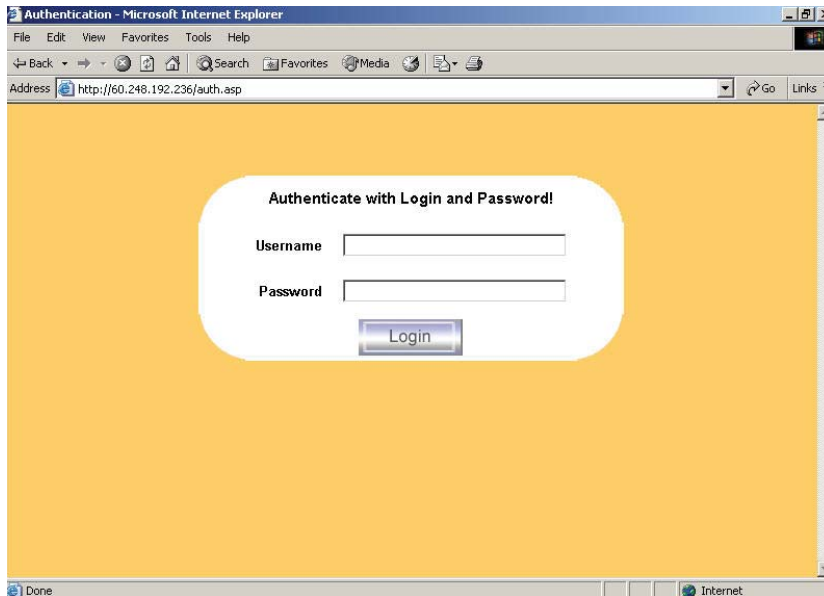 Authentication - Microsoft Internet Explorer
File Edit View Favorites Tools Help
Back Search Favorites Media
Address http://60.248.192.236/auth.asp Go Links
Authenticate with Login and Password!
Username
Password
Login
Done Internet